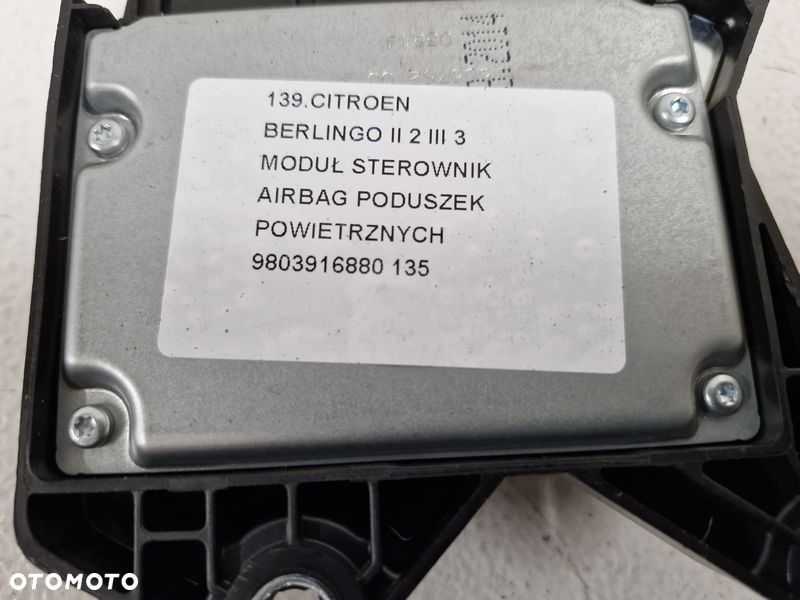 139.CITROEN
BERLINGO II 2 III 3
MODUŁ STEROWNIK
AIRBAG PODUSZEK
POWIETRZNYCH
9803916880 135
OTOMOTO